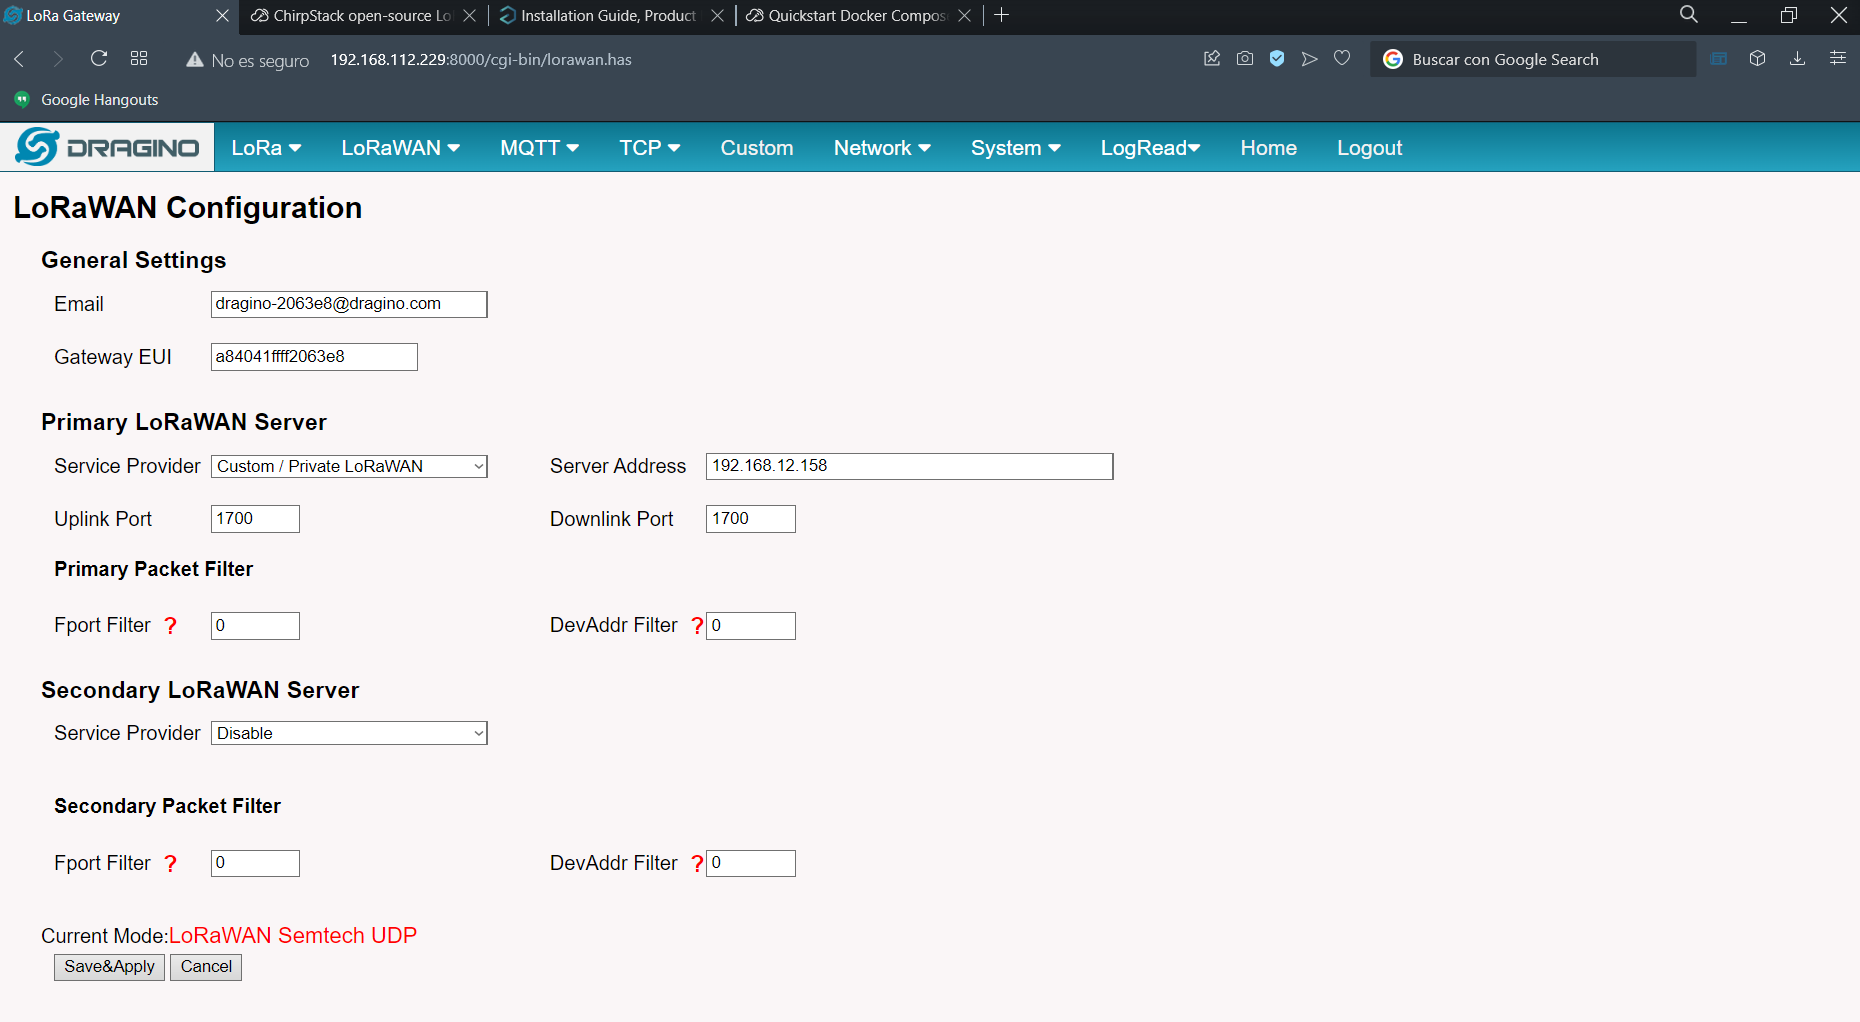 LoRa Gateway
ChirpStack open-source Lo
Installation Guide, Product
Quickstart Docker Compos
No es seguro
192.168.112.229:8000/cgi-bin/lorawan.has
Buscar con Google Search
Google Hangouts
DRAGINO
LoRa
LoRaWAN
MQTT
TCP
Custom
Network
System
LogRead
Home
Logout
LoRaWAN Configuration
General Settings
Email dragino-2063e8@dragino.com
Gateway EUI a84041ffff2063e8
Primary LoRaWAN Server
Service Provider Custom / Private LoRaWAN Server Address 192.168.12.158
Uplink Port 1700 Downlink Port 1700
Primary Packet Filter
Fport Filter ? 0 DevAddr Filter ? 0
Secondary LoRaWAN Server
Service Provider Disable
Secondary Packet Filter
Fport Filter ? 0 DevAddr Filter ? 0
Current Mode:LoRaWAN Semtech UDP
Save&Apply Cancel